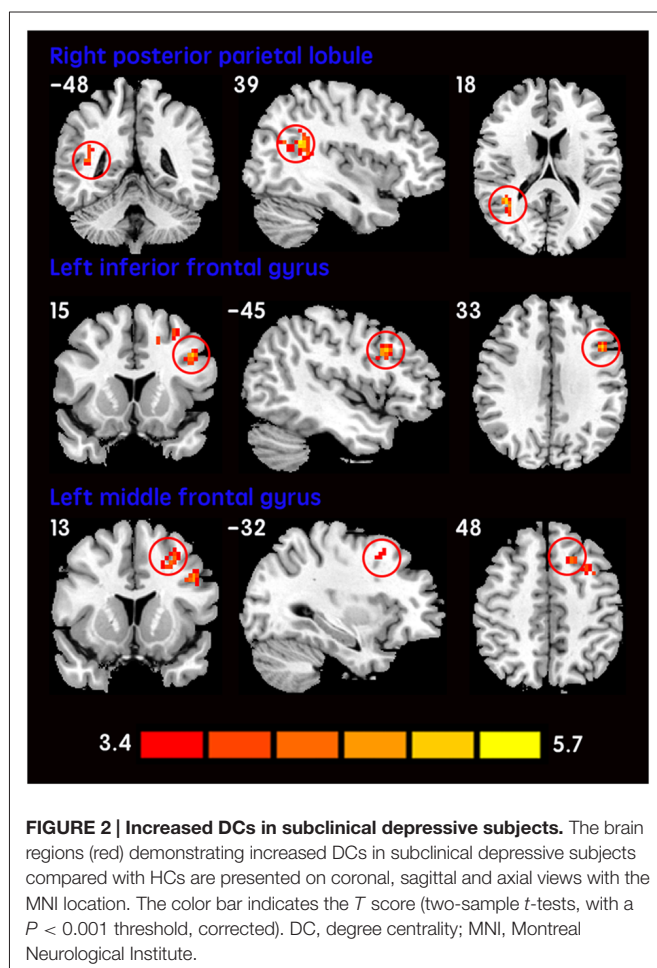 Right posterior parietal lobule
-48 39 18
Left inferior frontal gyrus
15 -45 33
Left middle frontal gyrus
13 -32 48
3.4 5.7
FIGURE 2 | Increased DCs in subclinical depressive subjects. The brain
regions (red) demonstrating increased DCs in subclinical depressive subjects
compared with HCs are presented on coronal, sagittal and axial views with the
MNI location. The color bar indicates the T score (two-sample t-tests, with a
P < 0.001 threshold, corrected). DC, degree centrality; MNI, Montreal
Neurological Institute.